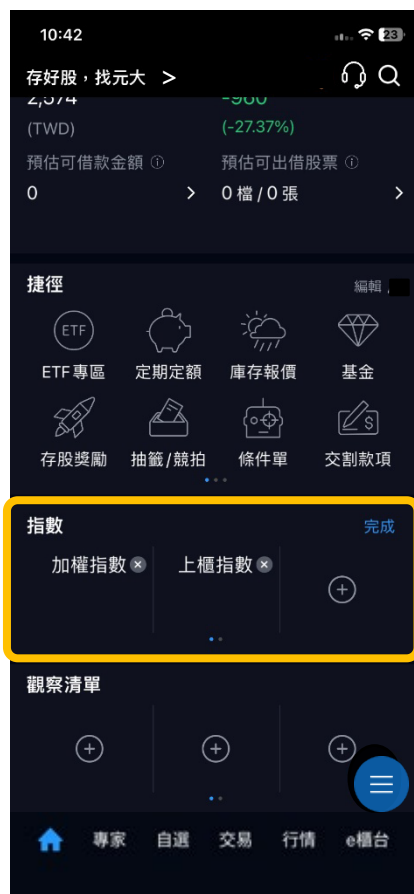 10:42
23
存好股，找元大 >
2,574
-980
(TWD)
(-27.37%)
預估可借款金額 ⓘ
預估可出借股票 ⓘ
0 >
0 檔 / 0 張 >
捷徑
編輯
ETF
ETF 專區
定期定額
庫存報價
基金
存股獎勵
抽籤/競拍
條件單
交割款項
指數
完成
加權指數
上櫃指數
觀察清單
專家
自選
交易
行情
e櫃台